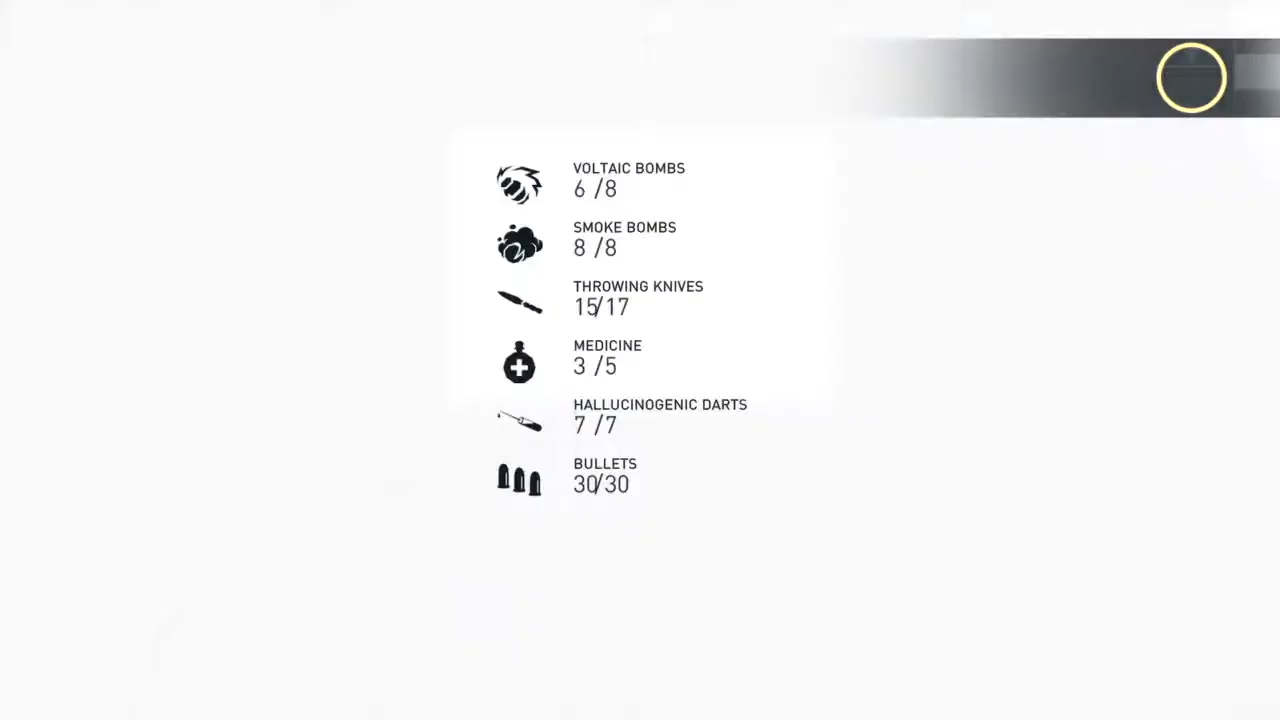 VOLTAIC BOMBS
6 /8
SMOKE BOMBS
8 /8
THROWING KNIVES
15/17
MEDICINE
3 /5
HALLUCINOGENIC DARTS
7 /7
BULLETS
30/30